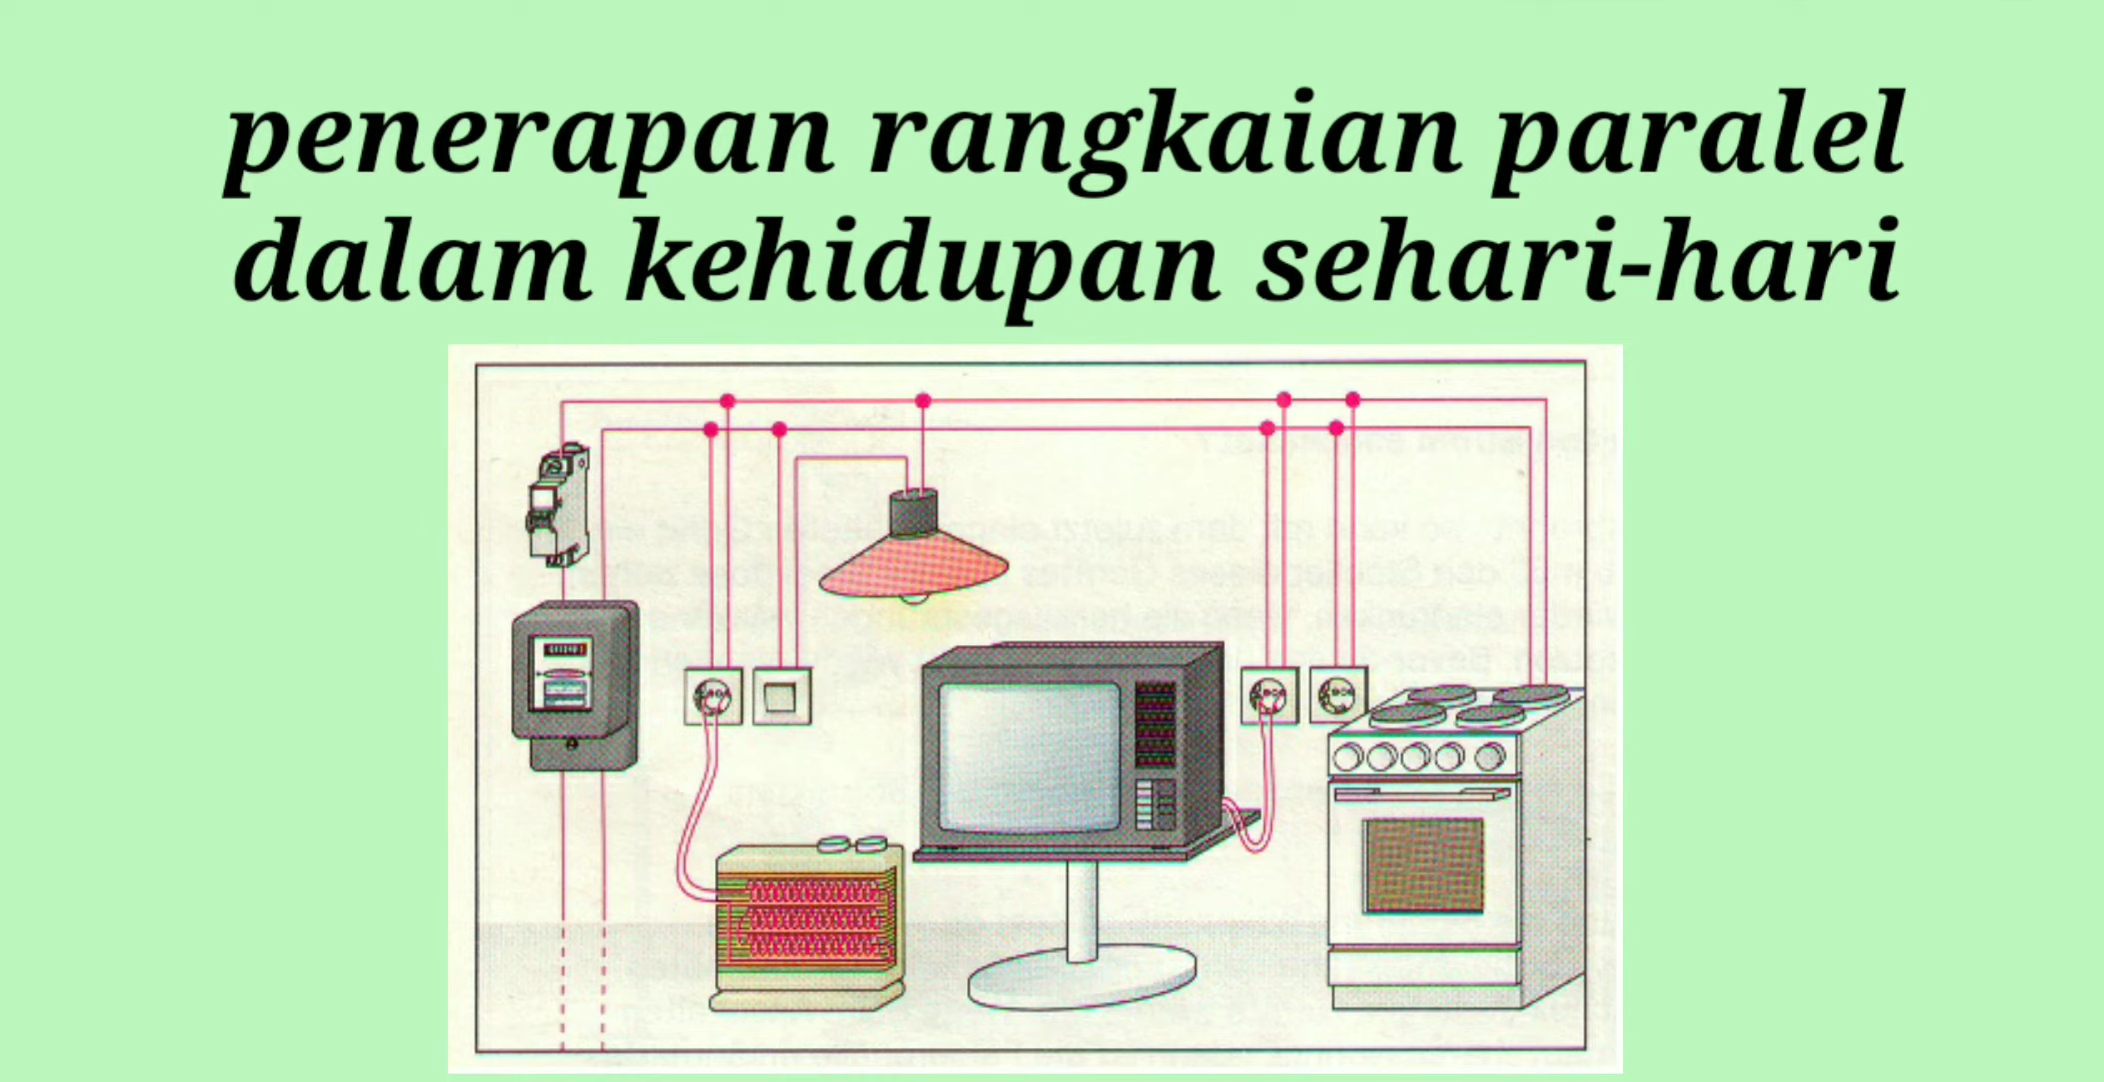 penerapan rangkaian paralel
dalam kehidupan sehari-hari